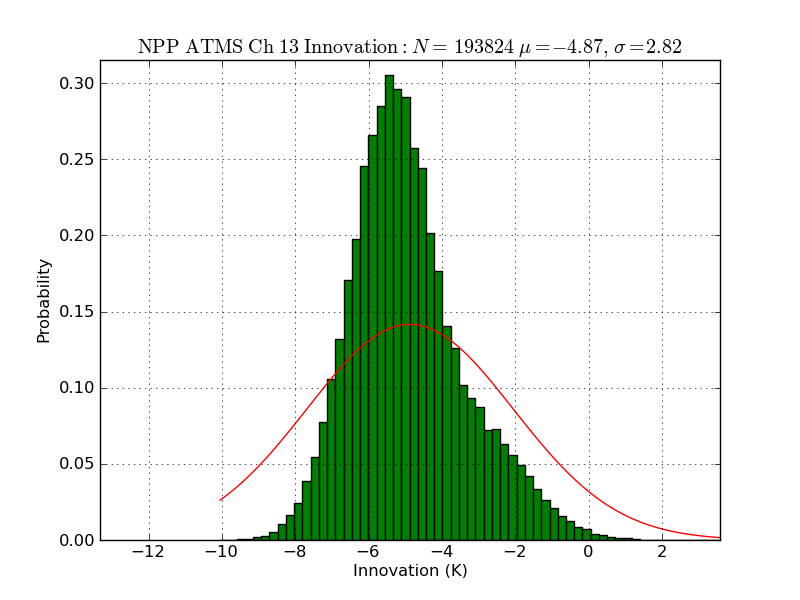 NPP ATMS Ch 13 Innovation: N = 193824 μ=−4.87, σ=2.82
0.30
0.25
0.20
0.15
0.10
0.05
0.00
Probability
−12 −10 −8 −6 −4 −2 0 2
Innovation (K)